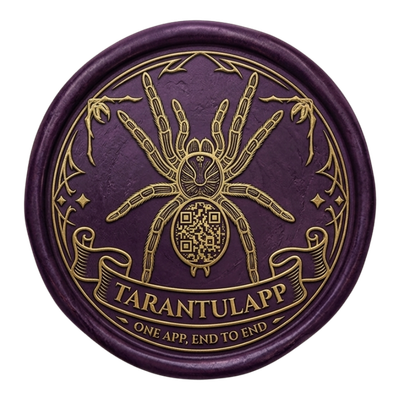 TARANTULAPP
ONE APP, END TO END